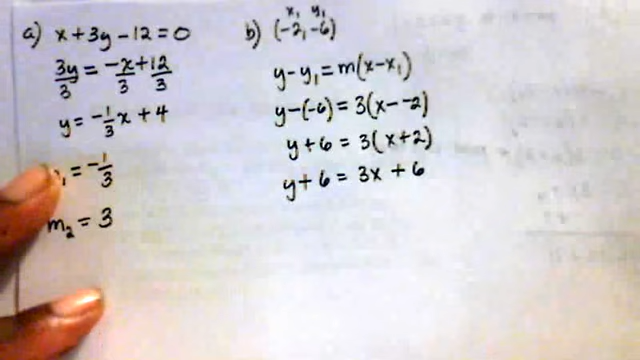 a) x + 3y - 12 = 0
3y/3 = -x/3 + 12/3
y = -1/3 x + 4
₁ = -1/3
m₂ = 3
b) (-2, -6)
x₁ y₁
y - y₁ = m(x - x₁)
y - (-6) = 3(x - -2)
y + 6 = 3(x + 2)
y + 6 = 3x + 6